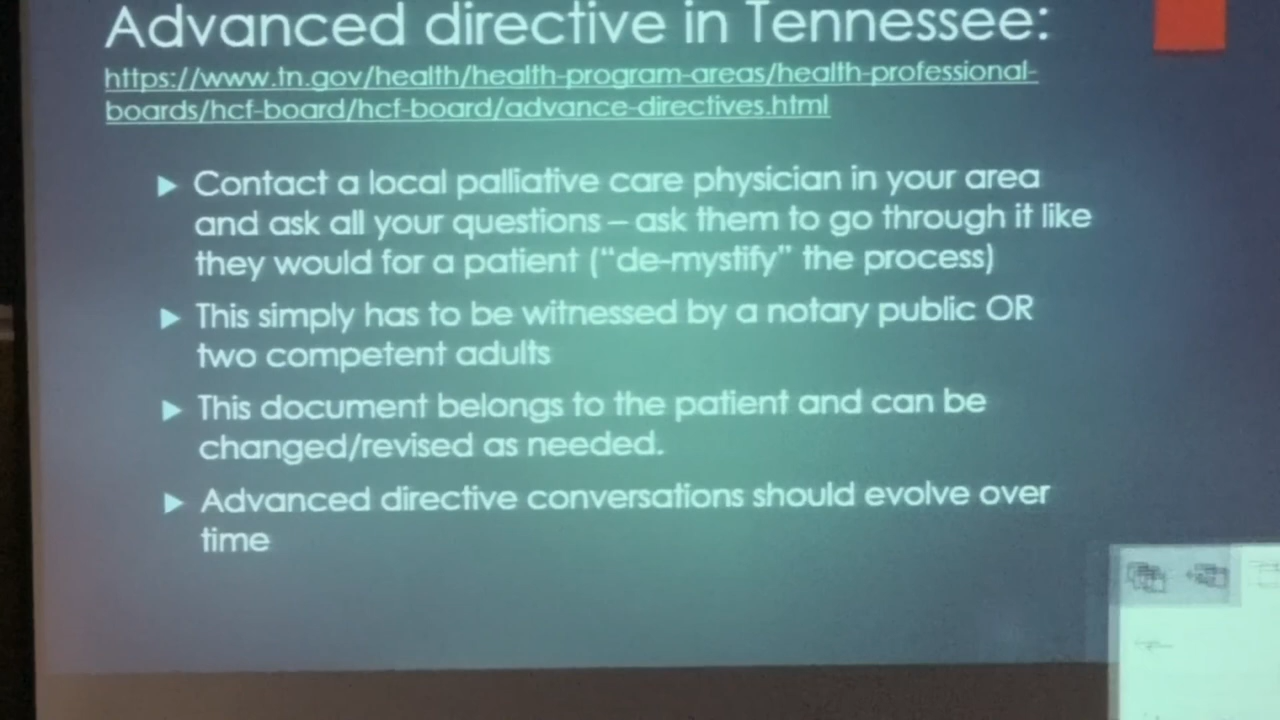 Advanced directive in Tennessee:
https://www.tn.gov/health/health-program-areas/health-professional-
boards/hcf-board/hcf-board/advance-directives.html
Contact a local palliative care physician in your area
and ask all your questions – ask them to go through it like
they would for a patient (“de-mystify” the process)
This simply has to be witnessed by a notary public OR
two competent adults
This document belongs to the patient and can be
changed/revised as needed.
Advanced directive conversations should evolve over
time